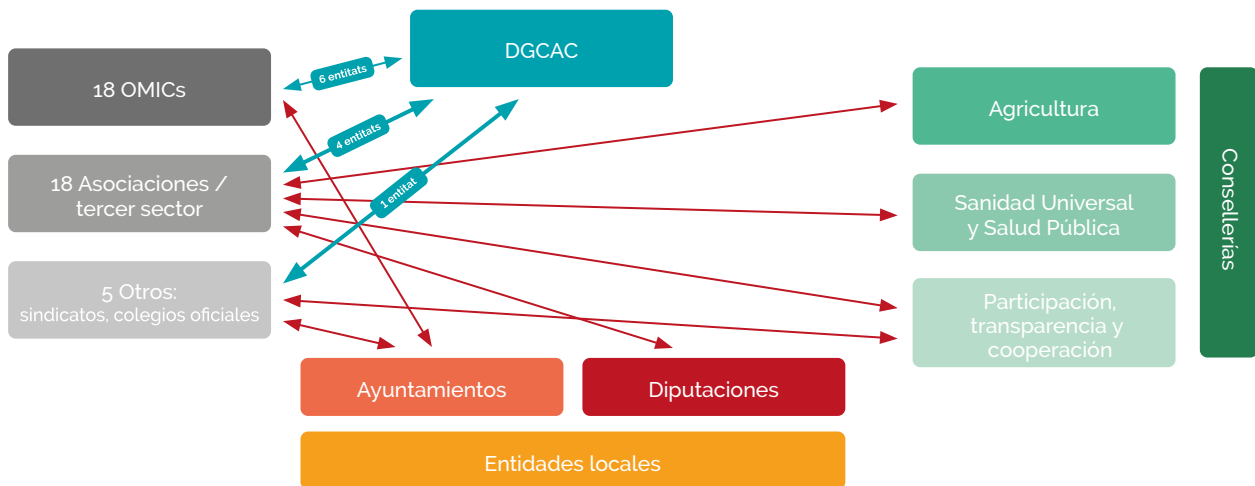 DGCAC
6 entitats
18 OMICs
4 entitats
18 Asociaciones /
tercer sector
1 entitat
5 Otros:
sindicatos, colegios oficiales
Agricultura
Sanidad Universal
y Salud Pública
Participación,
transparencia y
cooperación
Consellerías
Ayuntamientos
Diputaciones
Entidades locales